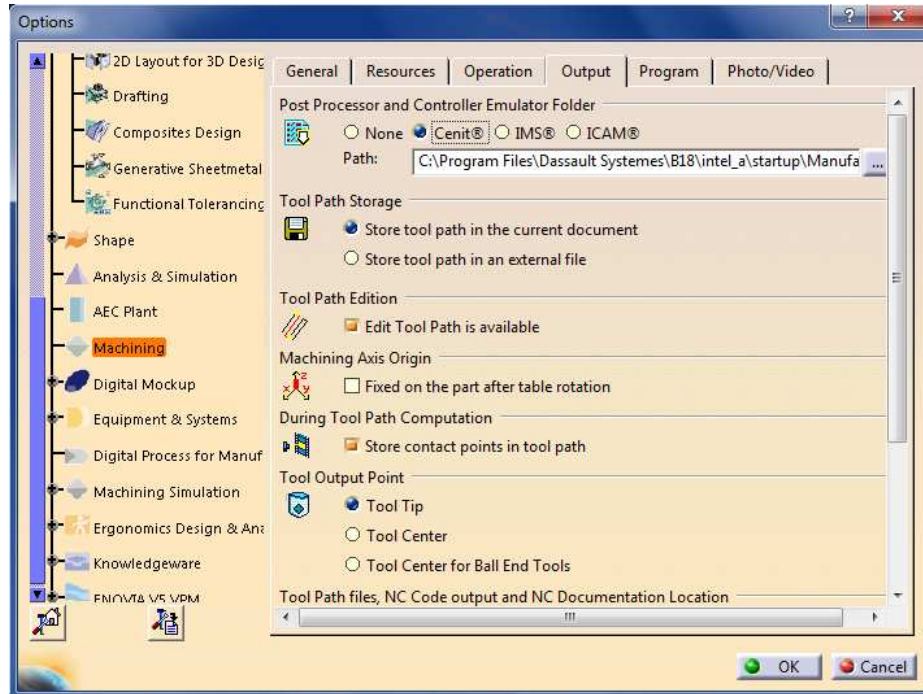 Options
2D Layout for 3D Desig
Drafting
Composites Design
Generative Sheetmetal
Functional Tolerancing
Shape
Analysis & Simulation
AEC Plant
Machining
Digital Mockup
Equipment & Systems
Digital Process for Manuf
Machining Simulation
Ergonomics Design & Ana
Knowledgeware
ENOVIA V5 VPM
General
Resources
Operation
Output
Program
Photo/Video
Post Processor and Controller Emulator Folder
None Cenit® IMS® ICAM®
Path: C:\Program Files\Dassault Systemes\B18\intel_a\startup\Manufa ...
Tool Path Storage
Store tool path in the current document
Store tool path in an external file
Tool Path Edition
Edit Tool Path is available
Machining Axis Origin
Fixed on the part after table rotation
During Tool Path Computation
Store contact points in tool path
Tool Output Point
Tool Tip
Tool Center
Tool Center for Ball End Tools
Tool Path files, NC Code output and NC Documentation Location
OK
Cancel